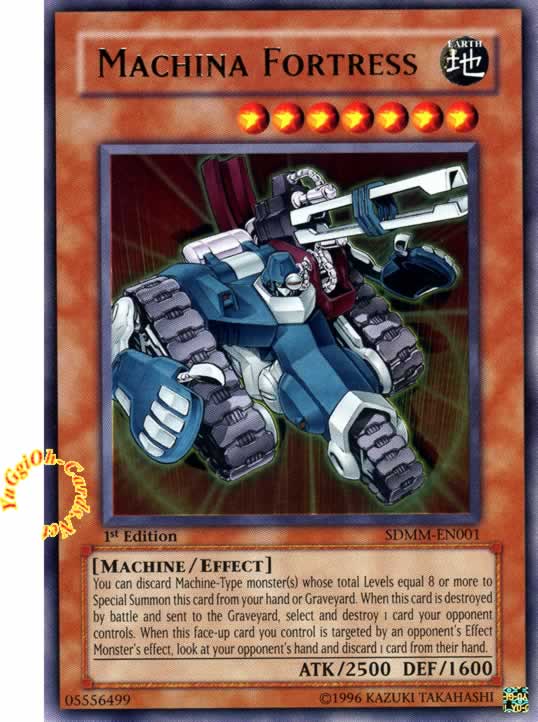 MACHINA FORTRESS
EARTH
地
YuGgiOh-Cards.Net
1st Edition
SDMM-EN001
[MACHINE/EFFECT]
You can discard Machine-Type monster(s) whose total Levels equal 8 or more to
Special Summon this card from your hand or Graveyard. When this card is destroyed
by battle and sent to the Graveyard, select and destroy 1 card your opponent
controls. When this face-up card you control is targeted by an opponent's Effect
Monster's effect, look at your opponent's hand and discard 1 card from their hand.
ATK/2500 DEF/1600
05556499
©1996 KAZUKI TAKAHASHI